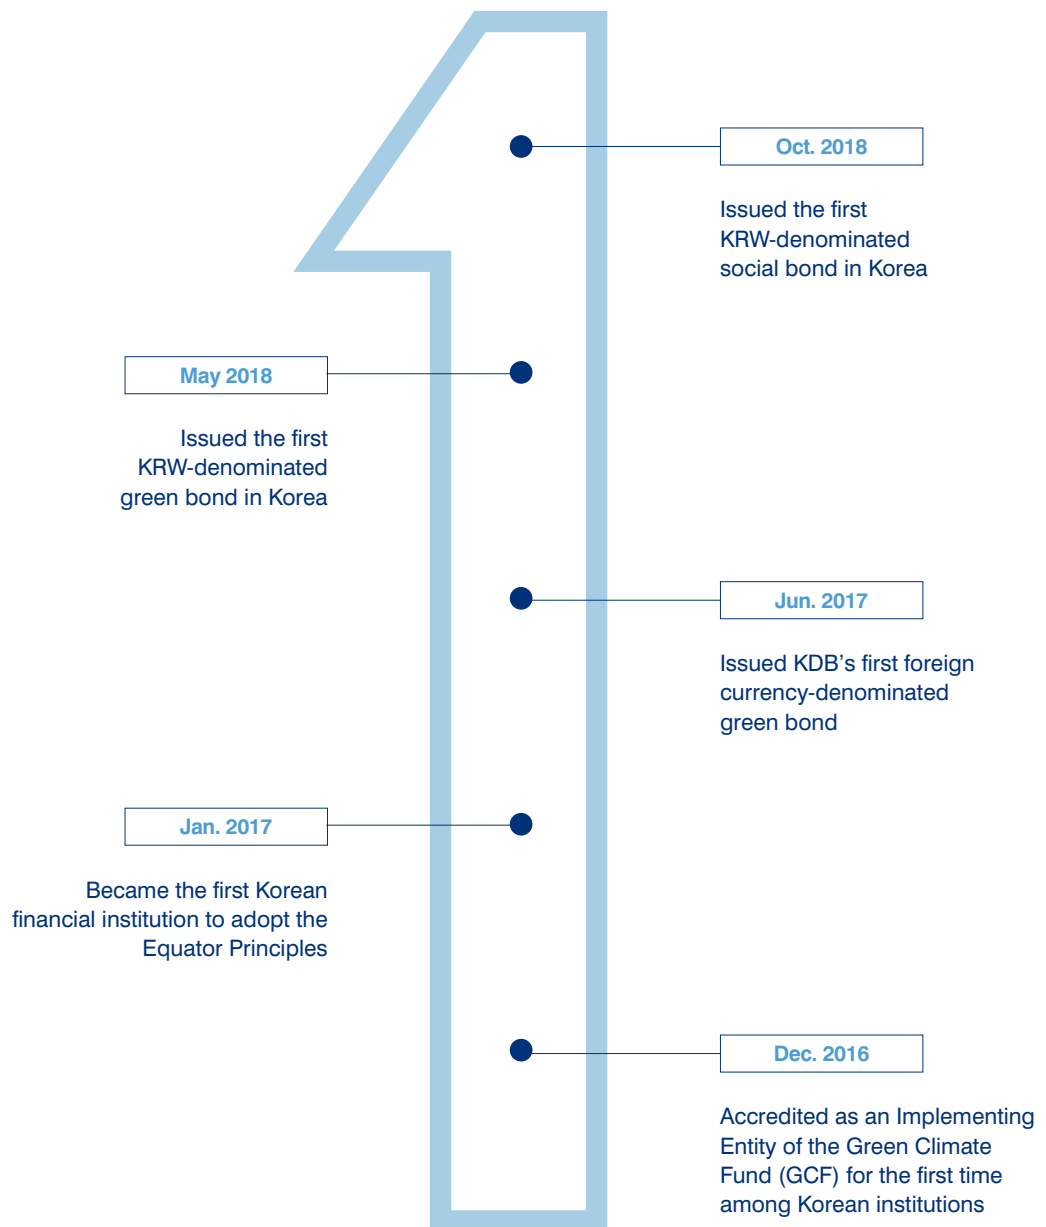 Oct. 2018
Issued the first
KRW-denominated
social bond in Korea
May 2018
Issued the first
KRW-denominated
green bond in Korea
Jun. 2017
Issued KDB’s first foreign
currency-denominated
green bond
Jan. 2017
Became the first Korean
financial institution to adopt the
Equator Principles
Dec. 2016
Accredited as an Implementing
Entity of the Green Climate
Fund (GCF) for the first time
among Korean institutions